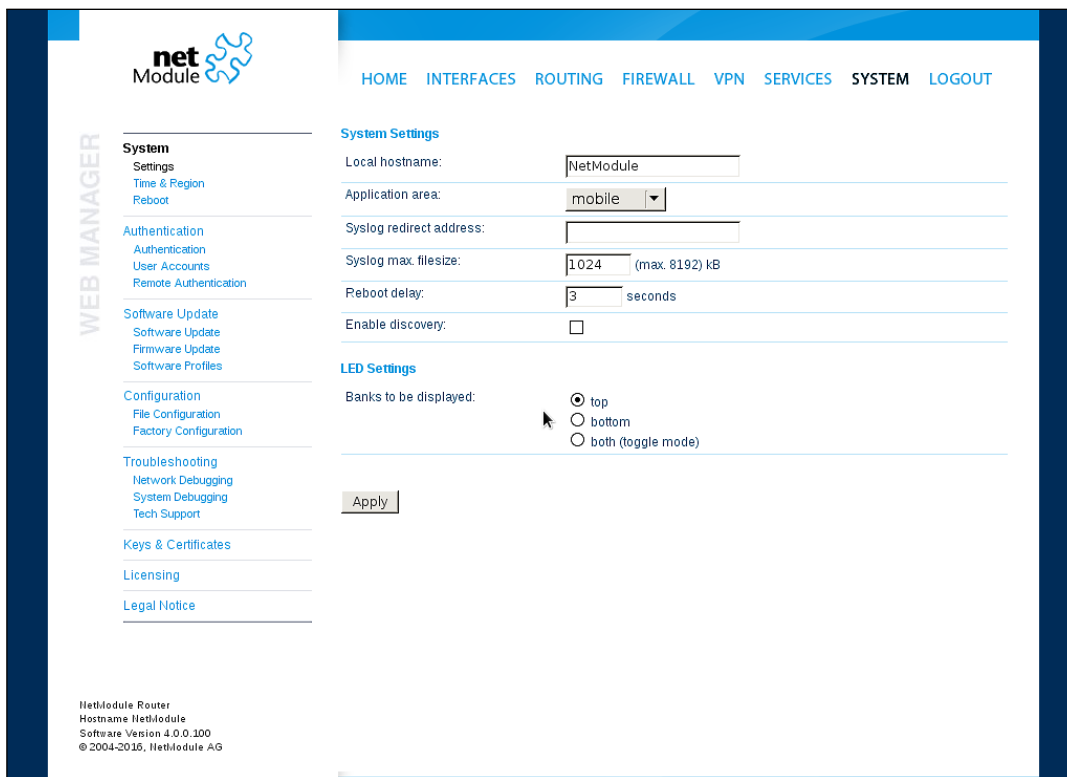 net
Module
HOME INTERFACES ROUTING FIREWALL VPN SERVICES SYSTEM LOGOUT
WEB MANAGER
System
Settings
Time & Region
Reboot
Authentication
Authentication
User Accounts
Remote Authentication
Software Update
Software Update
Firmware Update
Software Profiles
Configuration
File Configuration
Factory Configuration
Troubleshooting
Network Debugging
System Debugging
Tech Support
Keys & Certificates
Licensing
Legal Notice
System Settings
Local hostname: NetModule
Application area: mobile
Syslog redirect address:
Syslog max. filesize: 1024 (max. 8192) kB
Reboot delay: 3 seconds
Enable discovery:
LED Settings
Banks to be displayed: top
bottom
both (toggle mode)
Apply
NetModule Router
Hostname NetModule
Software Version 4.0.0.100
© 2004-2016, NetModule AG